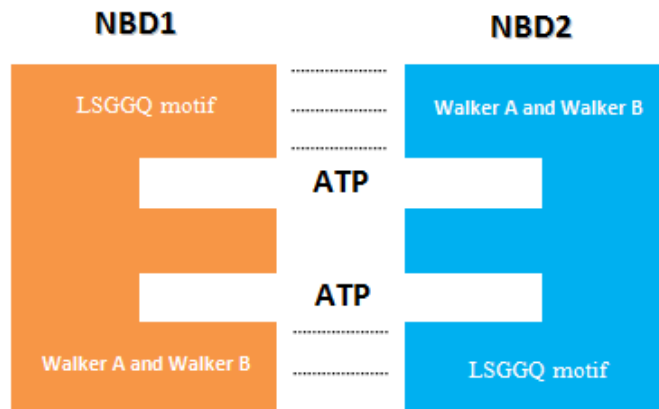 NBD1
NBD2
LSGGQ motif
Walker A and Walker B
ATP
ATP
Walker A and Walker B
LSGGQ motif